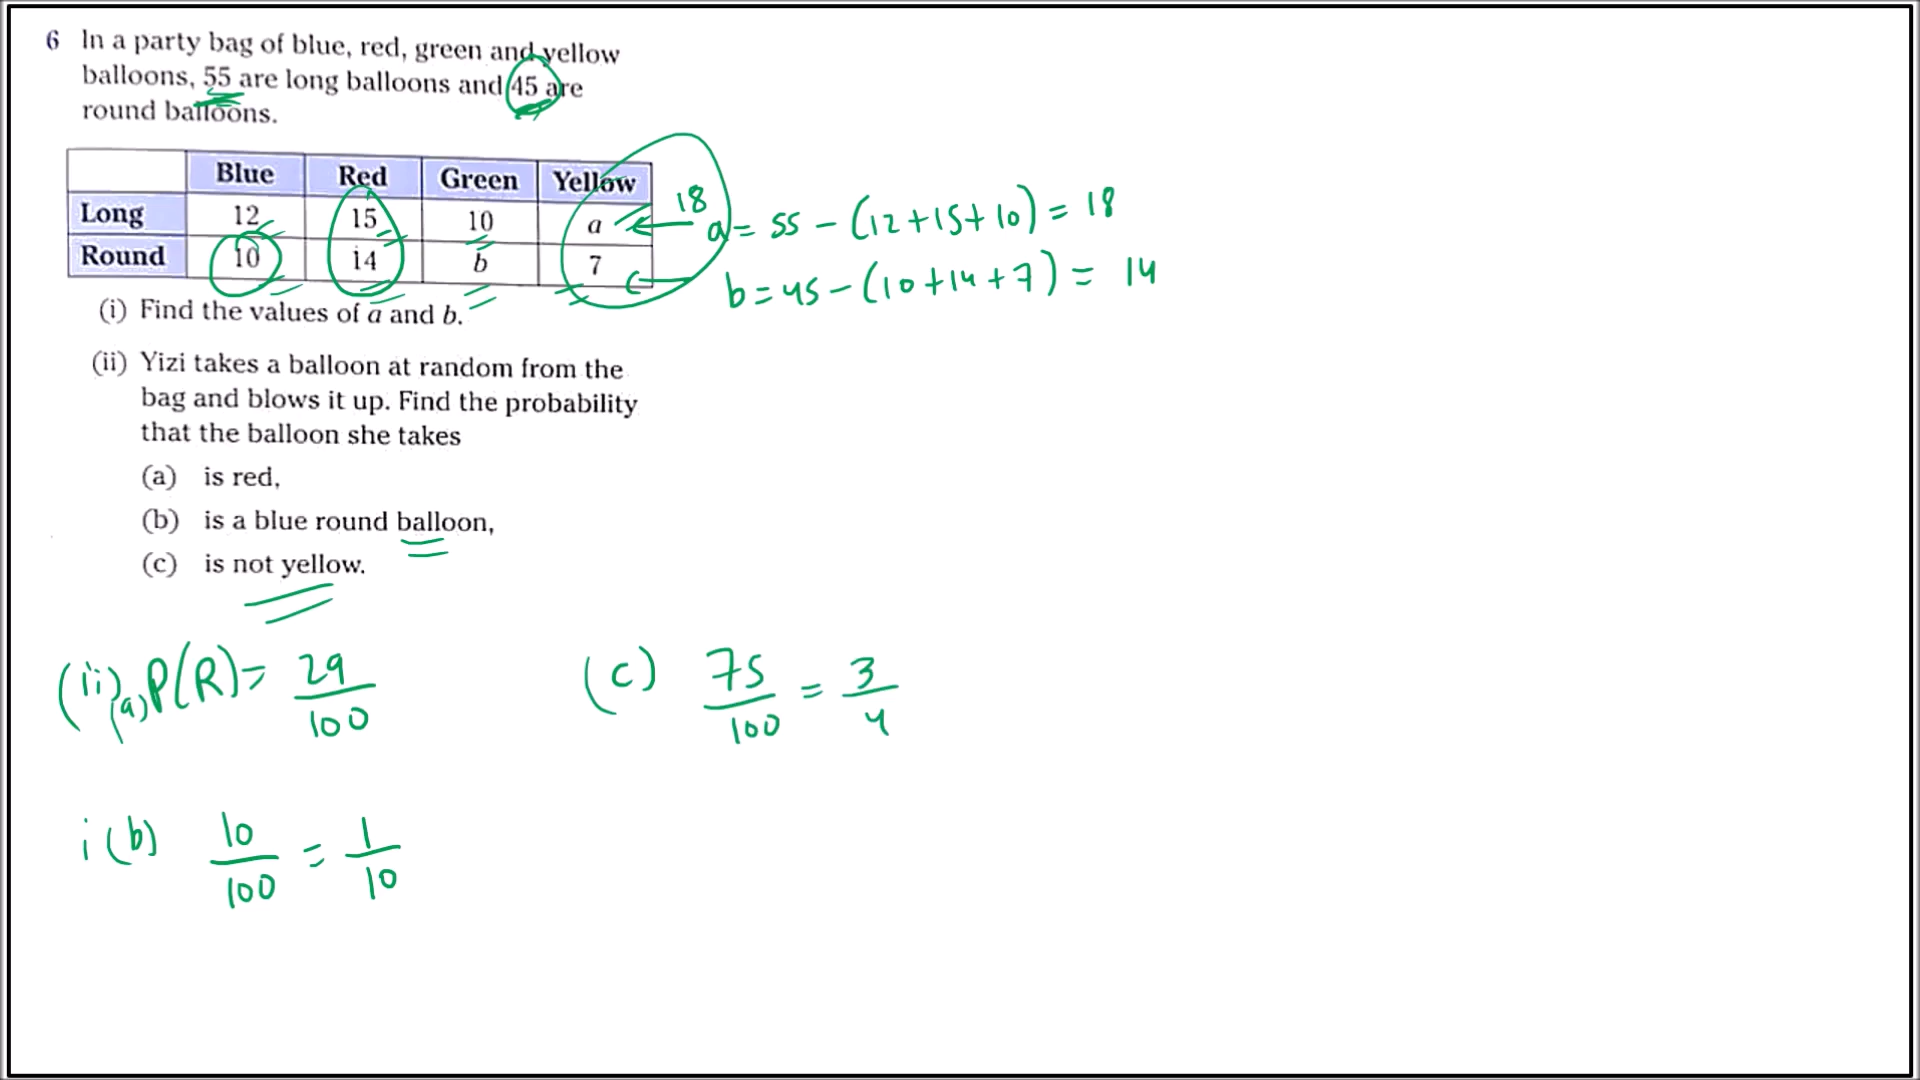 6 In a party bag of blue, red, green and yellow
balloons, 55 are long balloons and 45 are
round balloons.
Blue Red Green Yellow
Long 12 15 10 a
Round 10 14 b 7
18
a = 55 - (12+15+10) = 18
b = 45 - (10+14+7) = 14
(i) Find the values of a and b.
(ii) Yizi takes a balloon at random from the
bag and blows it up. Find the probability
that the balloon she takes
(a) is red,
(b) is a blue round balloon,
(c) is not yellow.
(ii)(a) P(R) = 29/100
(c) 75/100 = 3/4
i(b) 10/100 = 1/10